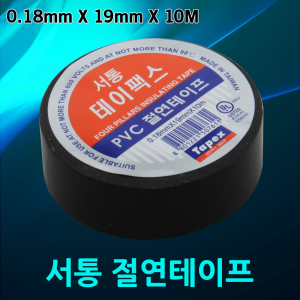 0.18mm X 19mm X 10M
SUITABLE FOR USE AT NOT MORE THAN 600 VOLTS AND AT NOT MORE THAN 80°C
MADE IN TAIWAN
서통
테이팩스
FOUR PILLARS, INSULATING TAPE
PVC 절연테이프
0.18mmX19mmX10m
Tapex
서통 절연테이프